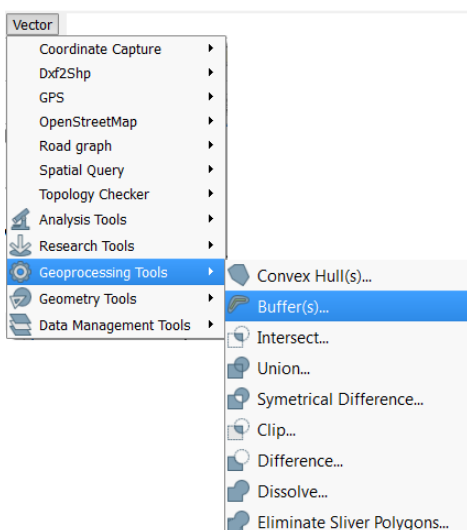 Vector
Coordinate Capture
Dxf2Shp
GPS
OpenStreetMap
Road graph
Spatial Query
Topology Checker
Analysis Tools
Research Tools
Geoprocessing Tools
Geometry Tools
Data Management Tools
Convex Hull(s)...
Buffer(s)...
Intersect...
Union...
Symetrical Difference...
Clip...
Difference...
Dissolve...
Eliminate Sliver Polygons...